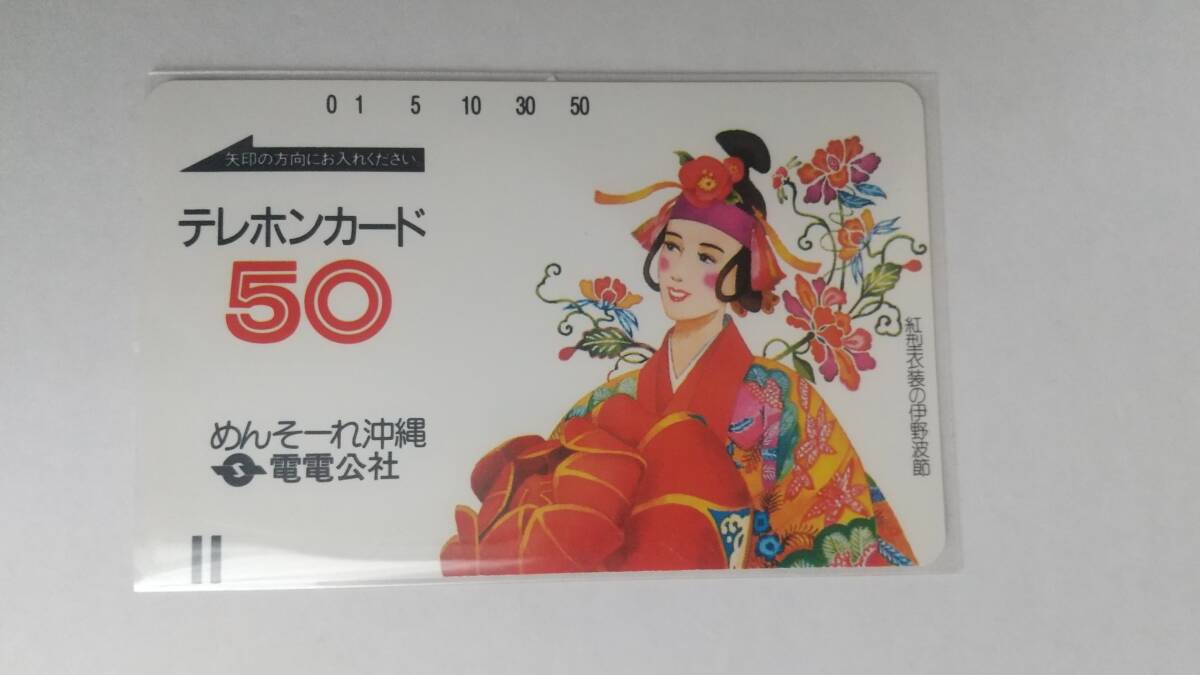 0 1 5 10 30 50
矢印の方向にお入れください
テレホンカード
50
めんそーれ沖縄
電電公社
紅型衣装の伊野波節